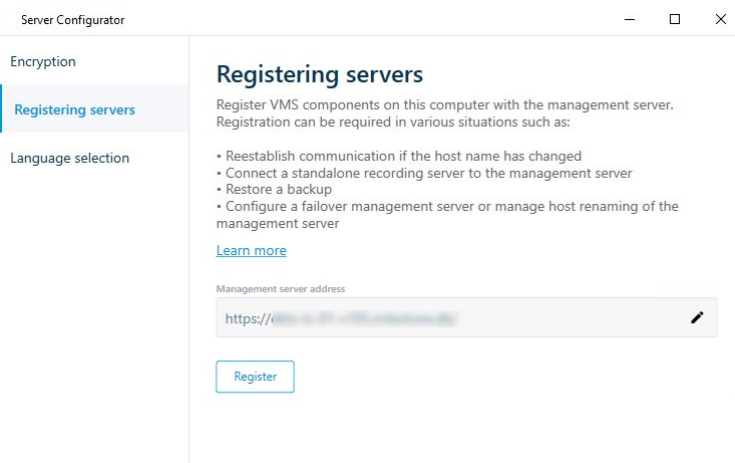 Server Configurator
Encryption
Registering servers
Language selection
Registering servers
Register VMS components on this computer with the management server.
Registration can be required in various situations such as:
• Reestablish communication if the host name has changed
• Connect a standalone recording server to the management server
• Restore a backup
• Configure a failover management server or manage host renaming of the
management server
Learn more
Management server address
https://
Register